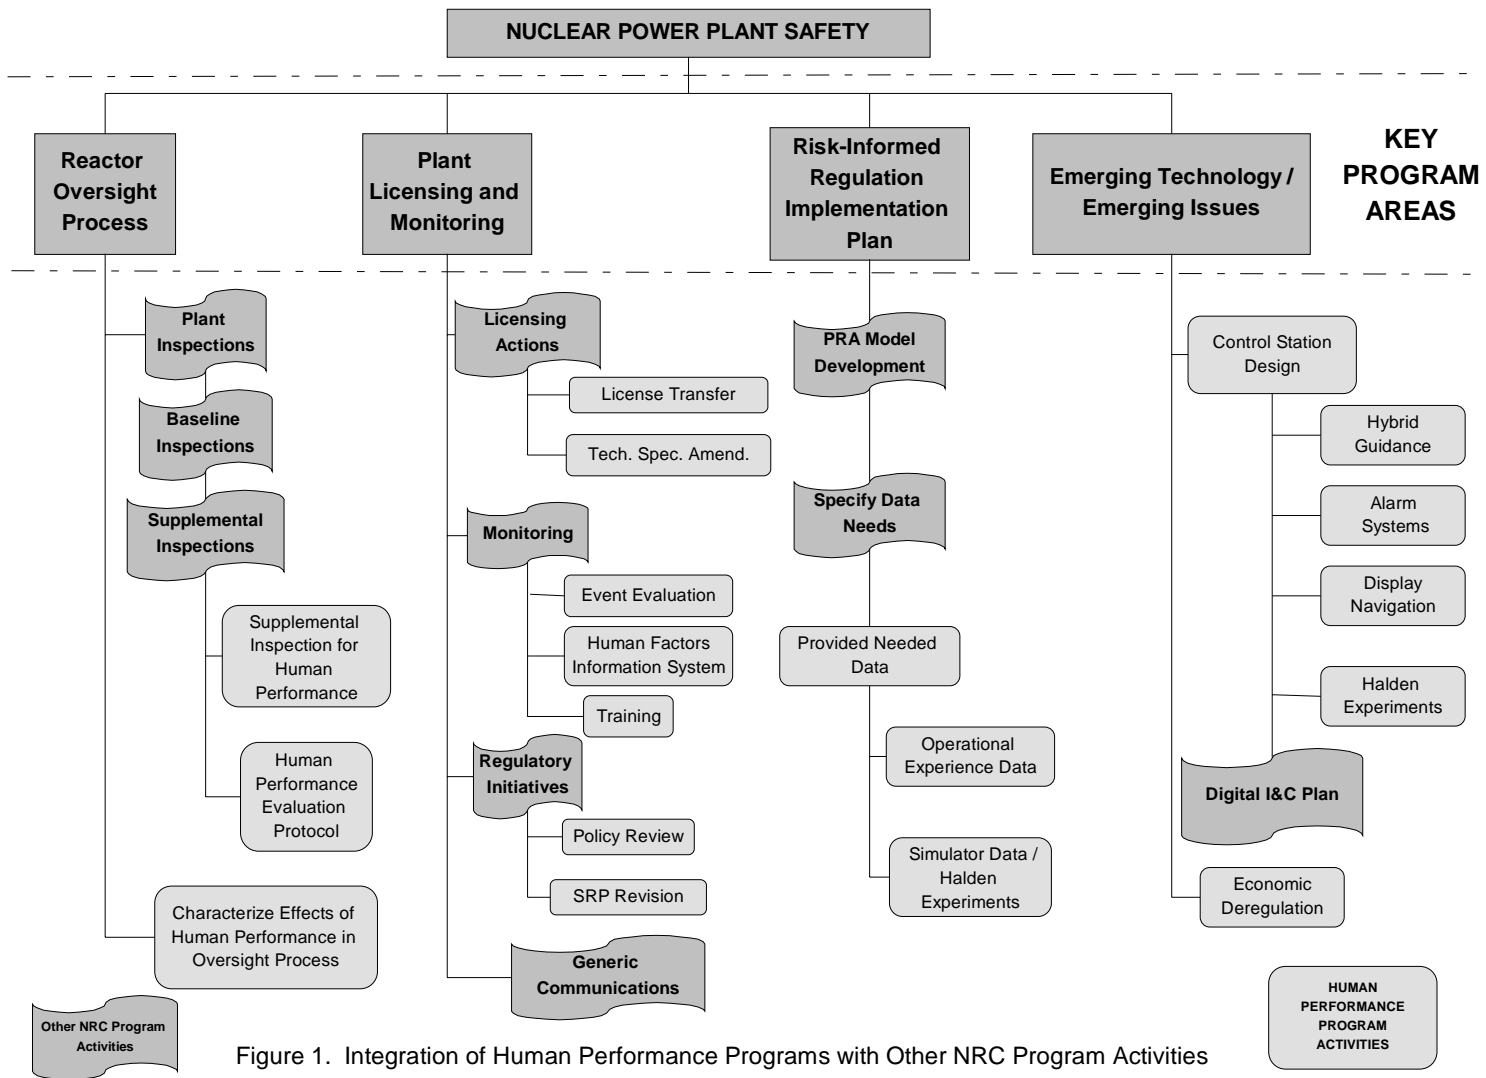 NUCLEAR POWER PLANT SAFETY
KEY
PROGRAM
AREAS
Reactor
Oversight
Process
Plant
Licensing and
Monitoring
Risk-Informed
Regulation
Implementation
Plan
Emerging Technology /
Emerging Issues
Plant
Inspections
Baseline
Inspections
Supplemental
Inspections
Supplemental
Inspection for
Human
Performance
Human
Performance
Evaluation
Protocol
Characterize Effects of
Human Performance in
Oversight Process
Licensing
Actions
License Transfer
Tech. Spec. Amend.
Monitoring
Event Evaluation
Human Factors
Information System
Training
Regulatory
Initiatives
Policy Review
SRP Revision
Generic
Communications
PRA Model
Development
Specify Data
Needs
Provided Needed
Data
Operational
Experience Data
Simulator Data /
Halden
Experiments
Control Station
Design
Hybrid
Guidance
Alarm
Systems
Display
Navigation
Halden
Experiments
Digital I&C Plan
Economic
Deregulation
Other NRC Program
Activities
HUMAN
PERFORMANCE
PROGRAM
ACTIVITIES
Figure 1. Integration of Human Performance Programs with Other NRC Program Activities